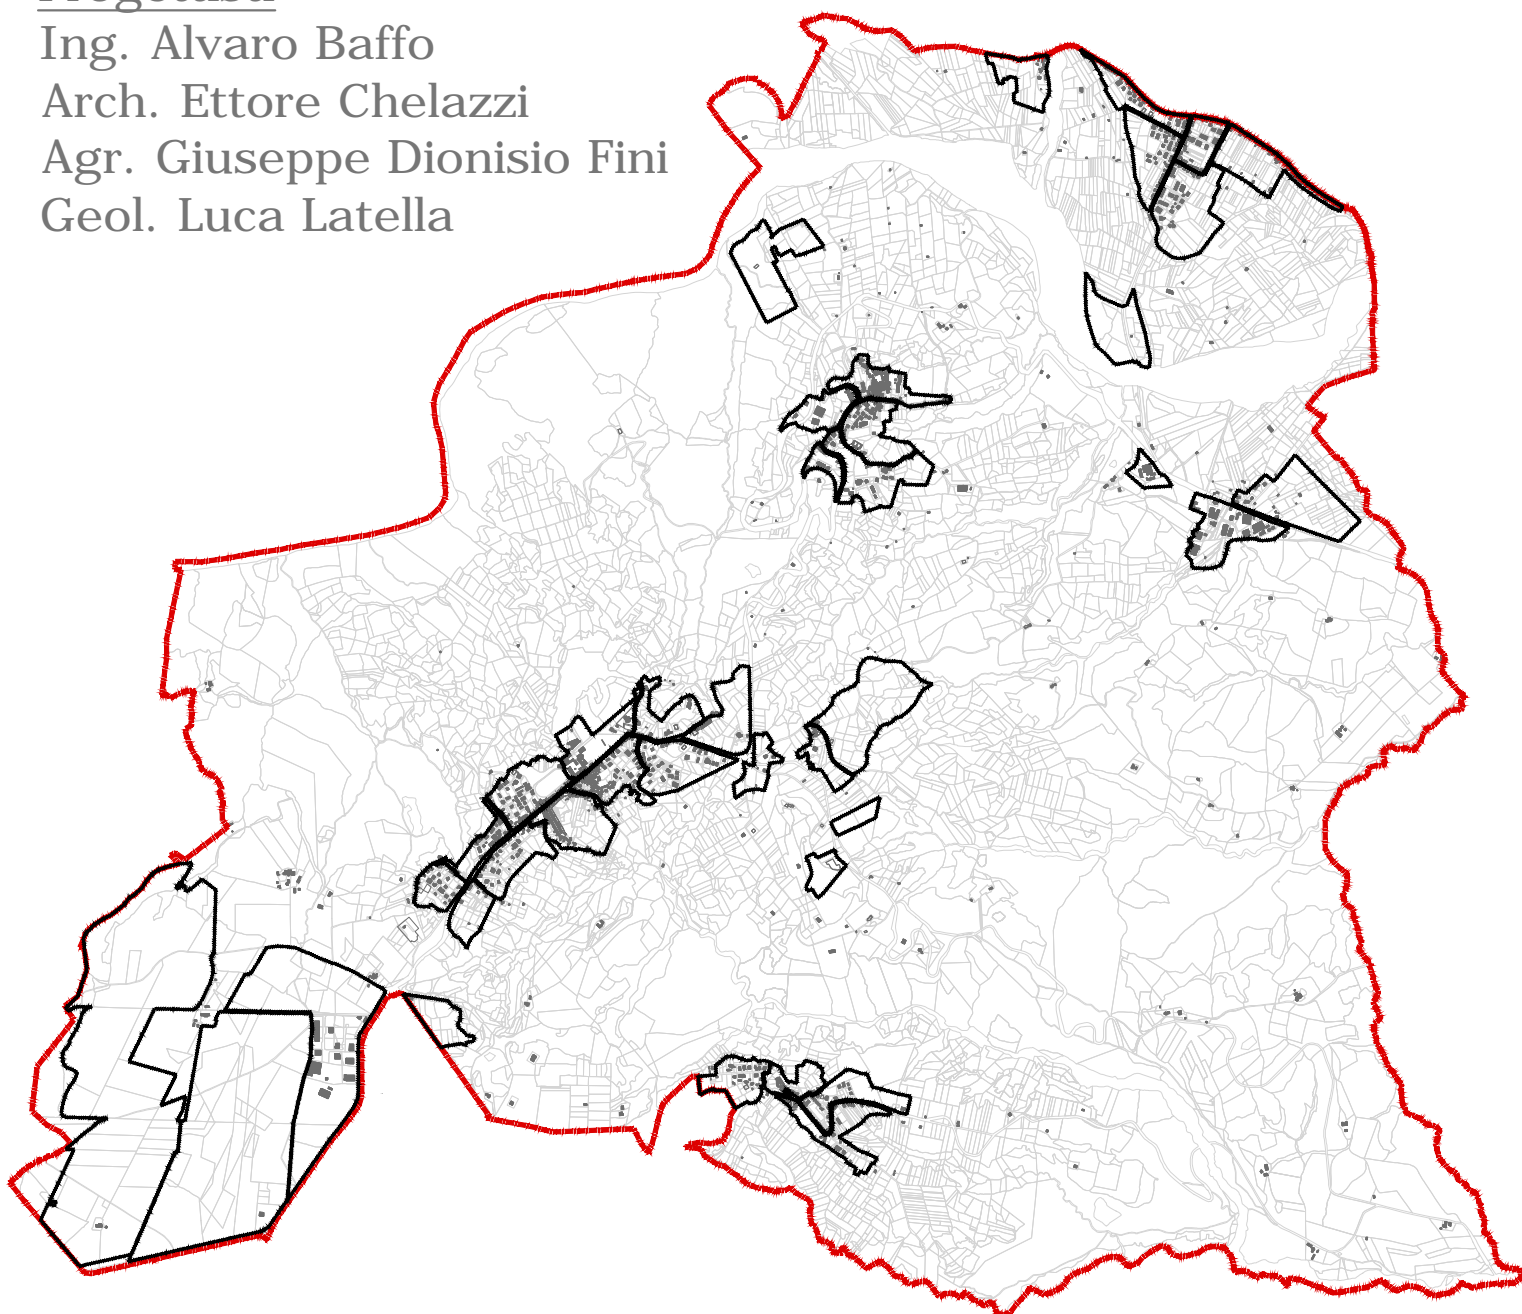 Ing. Alvaro Baffo
Arch. Ettore Chelazzi
Agr. Giuseppe Dionisio Fini
Geol. Luca Latella